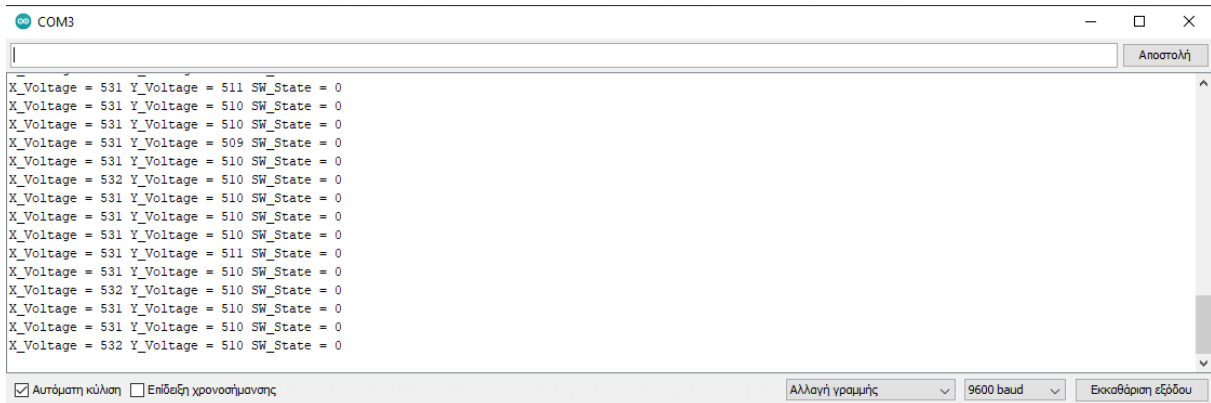 COM3
Αποστολή
X_Voltage = 531 Y_Voltage = 511 SW_State = 0
X_Voltage = 531 Y_Voltage = 510 SW_State = 0
X_Voltage = 531 Y_Voltage = 510 SW_State = 0
X_Voltage = 531 Y_Voltage = 509 SW_State = 0
X_Voltage = 531 Y_Voltage = 510 SW_State = 0
X_Voltage = 532 Y_Voltage = 510 SW_State = 0
X_Voltage = 531 Y_Voltage = 510 SW_State = 0
X_Voltage = 531 Y_Voltage = 510 SW_State = 0
X_Voltage = 531 Y_Voltage = 510 SW_State = 0
X_Voltage = 531 Y_Voltage = 511 SW_State = 0
X_Voltage = 531 Y_Voltage = 510 SW_State = 0
X_Voltage = 532 Y_Voltage = 510 SW_State = 0
X_Voltage = 531 Y_Voltage = 510 SW_State = 0
X_Voltage = 531 Y_Voltage = 510 SW_State = 0
X_Voltage = 532 Y_Voltage = 510 SW_State = 0
Αυτόματη κύλιση Επίδειξη χρονοσήμανσης Αλλαγή γραμμής 9600 baud Εκκαθάριση εξόδου